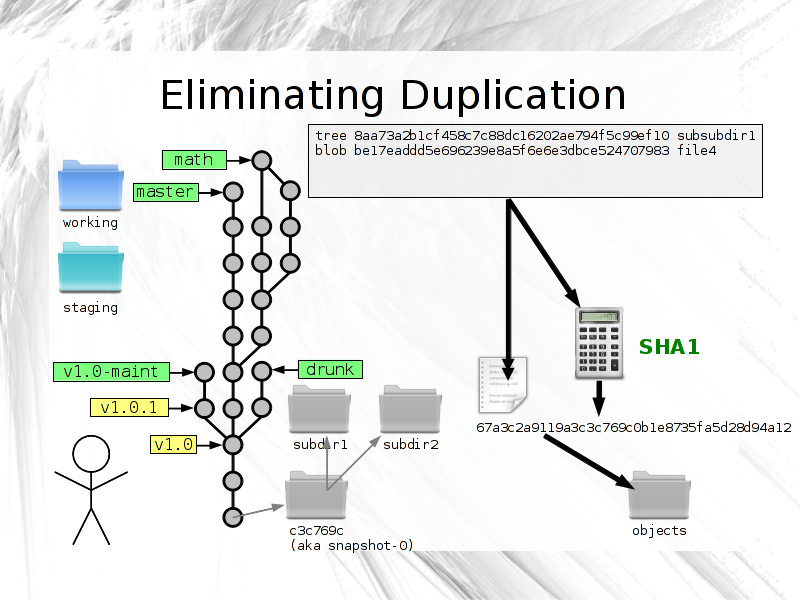 Eliminating Duplication
tree 8aa73a2b1cf458c7c88dc16202ae794f5c99ef10 subsubdir1
blob be17eaddd5e696239e8a5f6e6e3dbce524707983 file4
math
master
working
staging
SHA1
v1.0-maint
drunk
v1.0.1
67a3c2a9119a3c3c769c0b1e8735fa5d28d94a12
v1.0
subdir1
subdir2
c3c769c
(aka snapshot-0)
objects